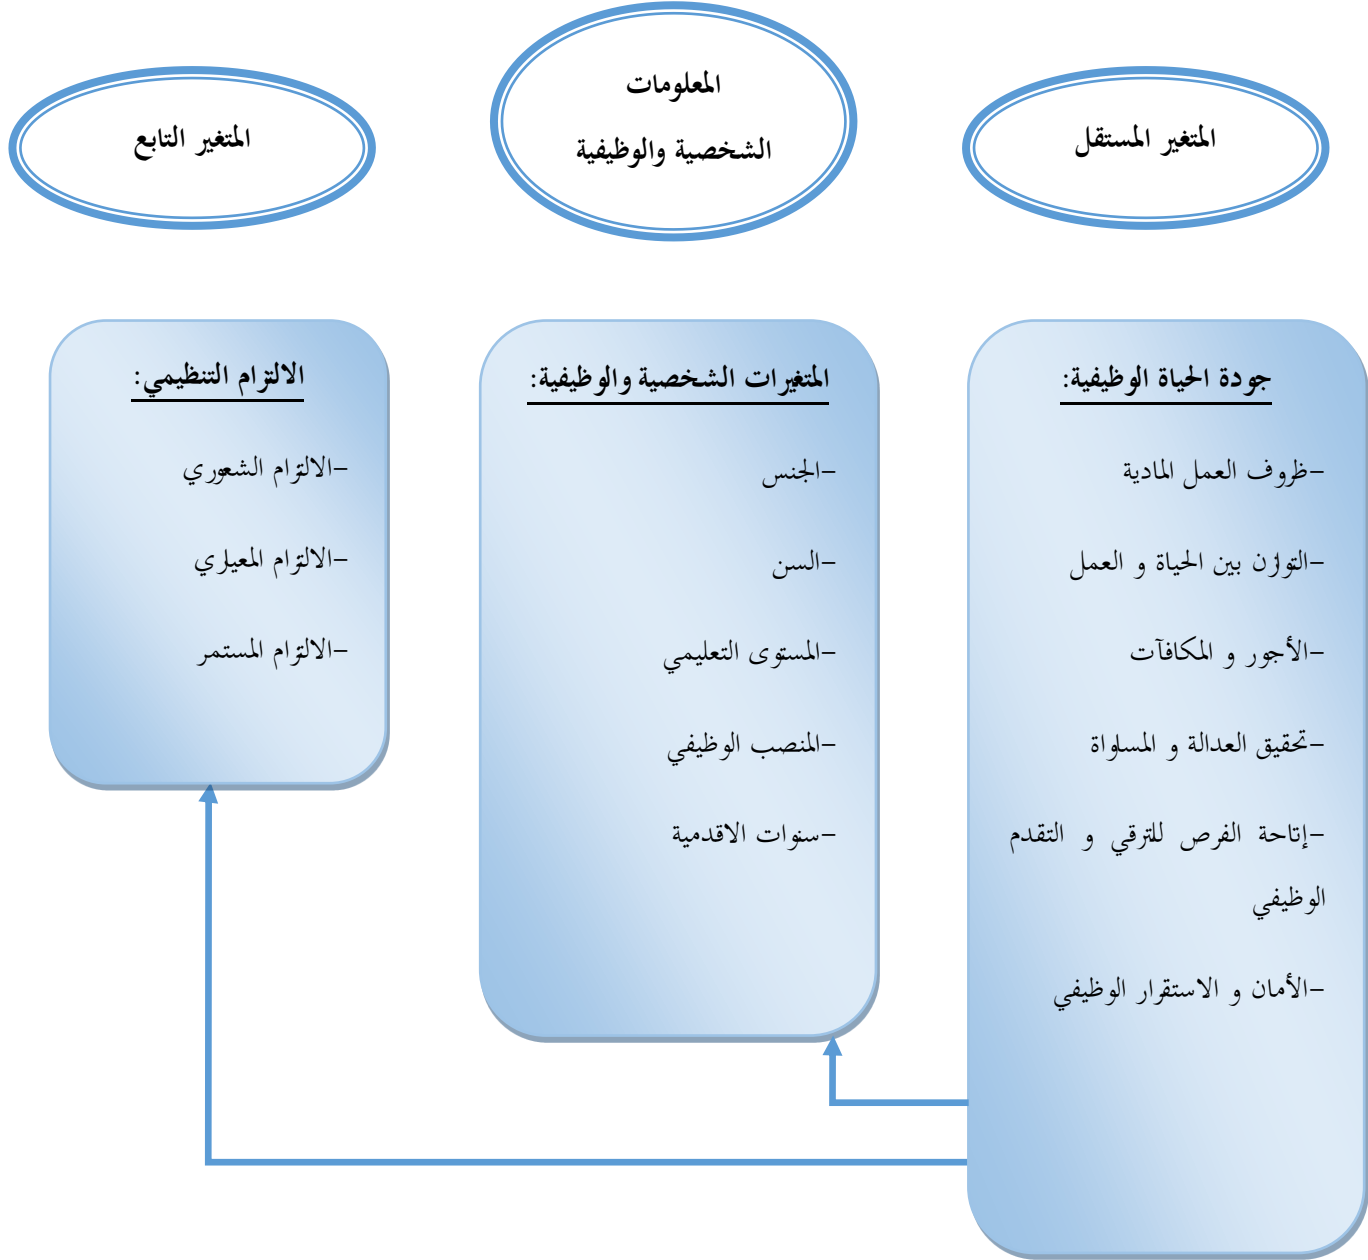 المتغير المستقل
المعلومات
الشخصية والوظيفية
المتغير التابع
جودة الحياة الوظيفية:
-ظروف العمل المادية
-التوازن بين الحياة و العمل
-الأجور و المكافآت
-تحقيق العدالة و المساواة
-إتاحة الفرص للترقي و التقدم
الوظيفي
-الأمان و الاستقرار الوظيفي
المتغيرات الشخصية والوظيفية:
-الجنس
-السن
-المستوى التعليمي
-المنصب الوظيفي
-سنوات الاقدمية
الالتزام التنظيمي:
-الالتزام الشعوري
-الالتزام المعياري
-الالتزام المستمر